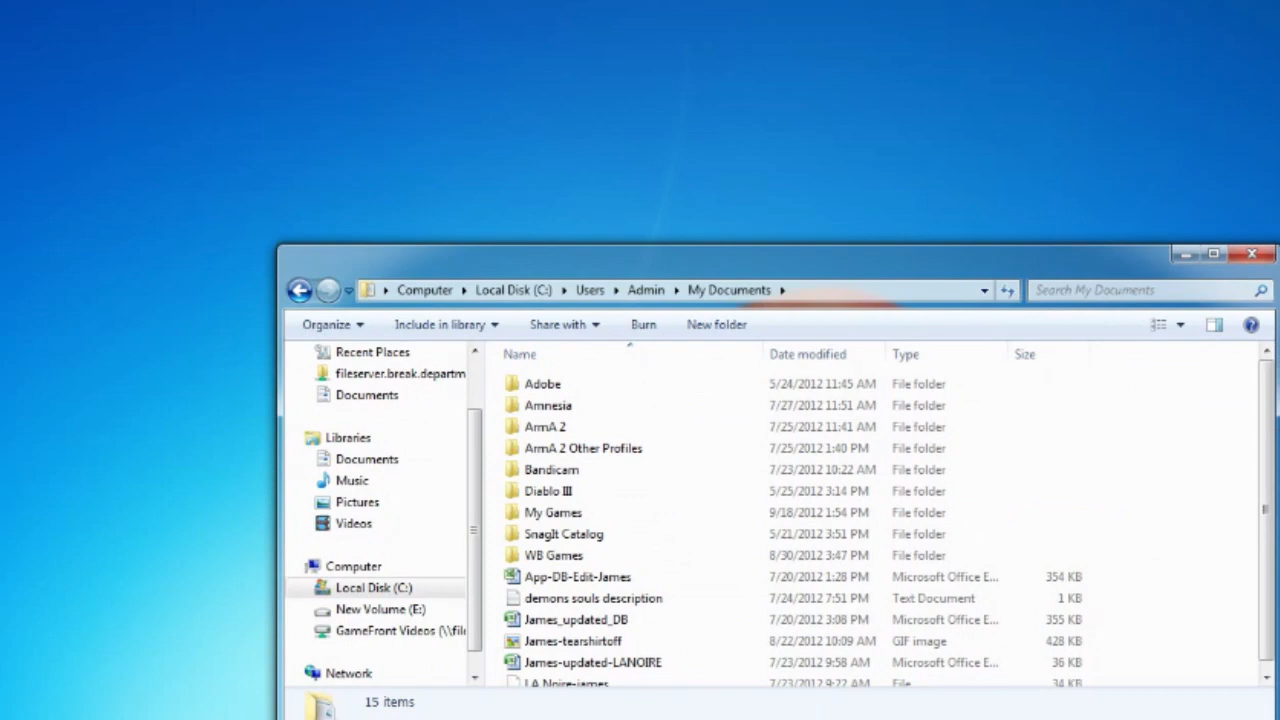 Computer Local Disk (C:) Users Admin My Documents Search My Documents
Organize Include in library Share with Burn New folder
Recent Places
fileserver.break.departm
Documents
Libraries
Documents
Music
Pictures
Videos
Computer
Local Disk (C:)
New Volume (E:)
GameFront Videos (\\file
Network
Name Date modified Type Size
Adobe 5/24/2012 11:45 AM File folder
Amnesia 7/27/2012 11:51 AM File folder
ArmA 2 7/25/2012 11:41 AM File folder
ArmA 2 Other Profiles 7/25/2012 1:40 PM File folder
Bandicam 7/23/2012 10:22 AM File folder
Diablo III 5/25/2012 3:14 PM File folder
My Games 9/18/2012 1:54 PM File folder
SnagIt Catalog 5/21/2012 3:51 PM File folder
WB Games 8/30/2012 3:47 PM File folder
App-DB-Edit-James 7/20/2012 1:28 PM Microsoft Office E... 354 KB
demons souls description 7/24/2012 7:51 PM Text Document 1 KB
James_updated_DB 7/20/2012 3:08 PM Microsoft Office E... 355 KB
James-tearshirtoff 8/22/2012 10:09 AM GIF image 428 KB
James-updated-LANOIRE 7/23/2012 9:58 AM Microsoft Office E... 36 KB
LA Noire-james 7/23/2012 9:22 AM File 34 KB
15 items